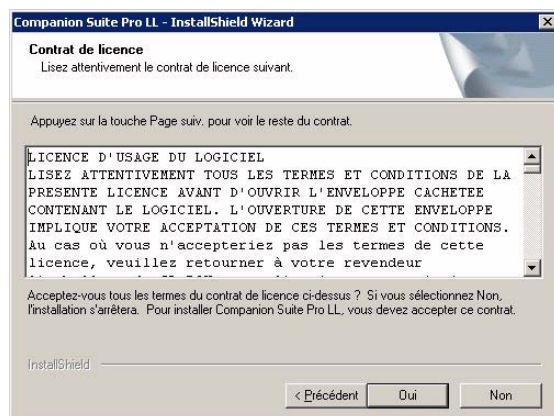 Companion Suite Pro LL - InstallShield Wizard
Contrat de licence
Lisez attentivement le contrat de licence suivant.
Appuyez sur la touche Page suiv. pour voir le reste du contrat.
LICENCE D'USAGE DU LOGICIEL
LISEZ ATTENTIVEMENT TOUS LES TERMES ET CONDITIONS DE LA
PRESENTE LICENCE AVANT D'OUVRIR L'ENVELOPPE CACHETEE
CONTENANT LE LOGICIEL. L'OUVERTURE DE CETTE ENVELOPPE
IMPLIQUE VOTRE ACCEPTATION DE CES TERMES ET CONDITIONS.
Au cas où vous n'accepteriez pas les termes de cette
licence, veuillez retourner à votre revendeur
Acceptez-vous tous les termes du contrat de licence ci-dessus ? Si vous sélectionnez Non,
l'installation s'arrêtera. Pour installer Companion Suite Pro LL, vous devez accepter ce contrat.
InstallShield
< Précédent
Oui
Non